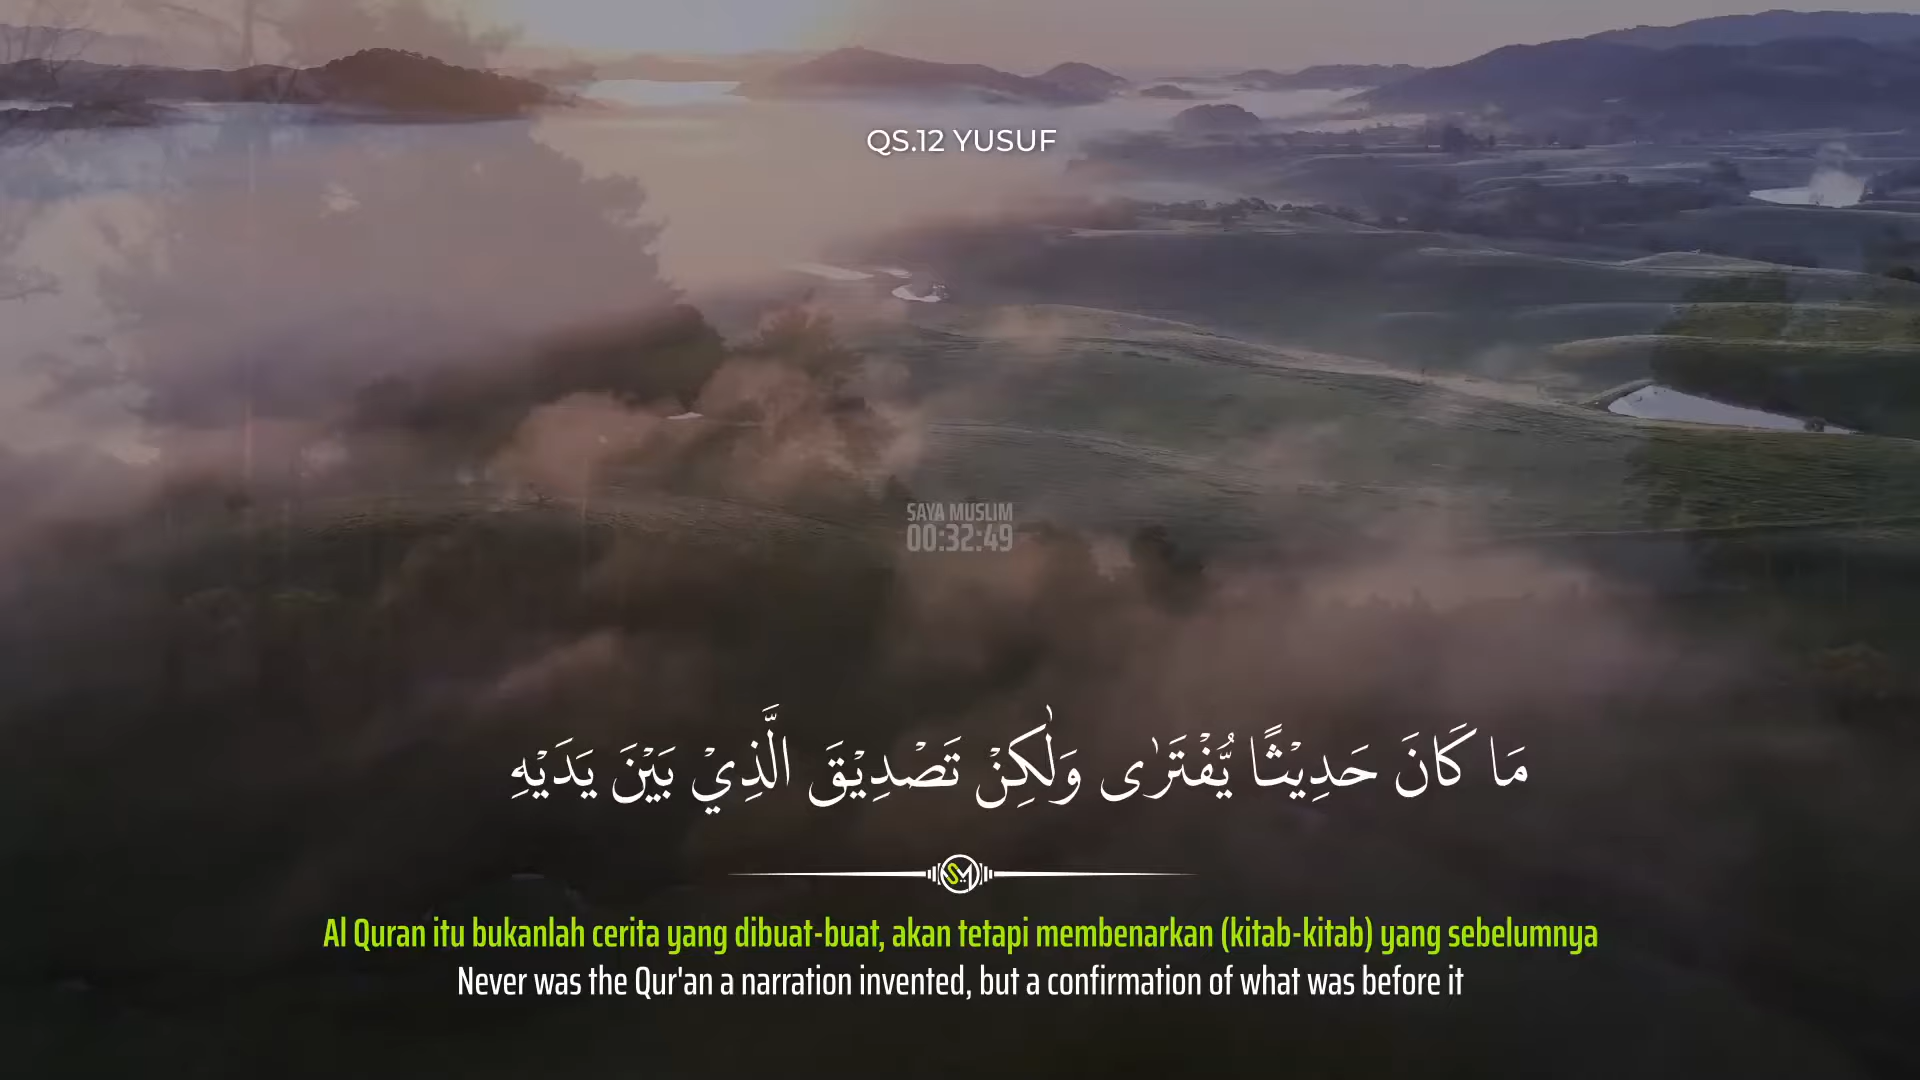 QS.12 YUSUF
SAYA MUSLIM
00:32:49
مَا كَانَ حَدِيْثًا يُّفْتَرٰى وَلٰكِنْ تَصْدِيْقَ الَّذِيْ بَيْنَ يَدَيْهِ
SM
Al Quran itu bukanlah cerita yang dibuat-buat, akan tetapi membenarkan (kitab-kitab) yang sebelumnya
Never was the Qur'an a narration invented, but a confirmation of what was before it